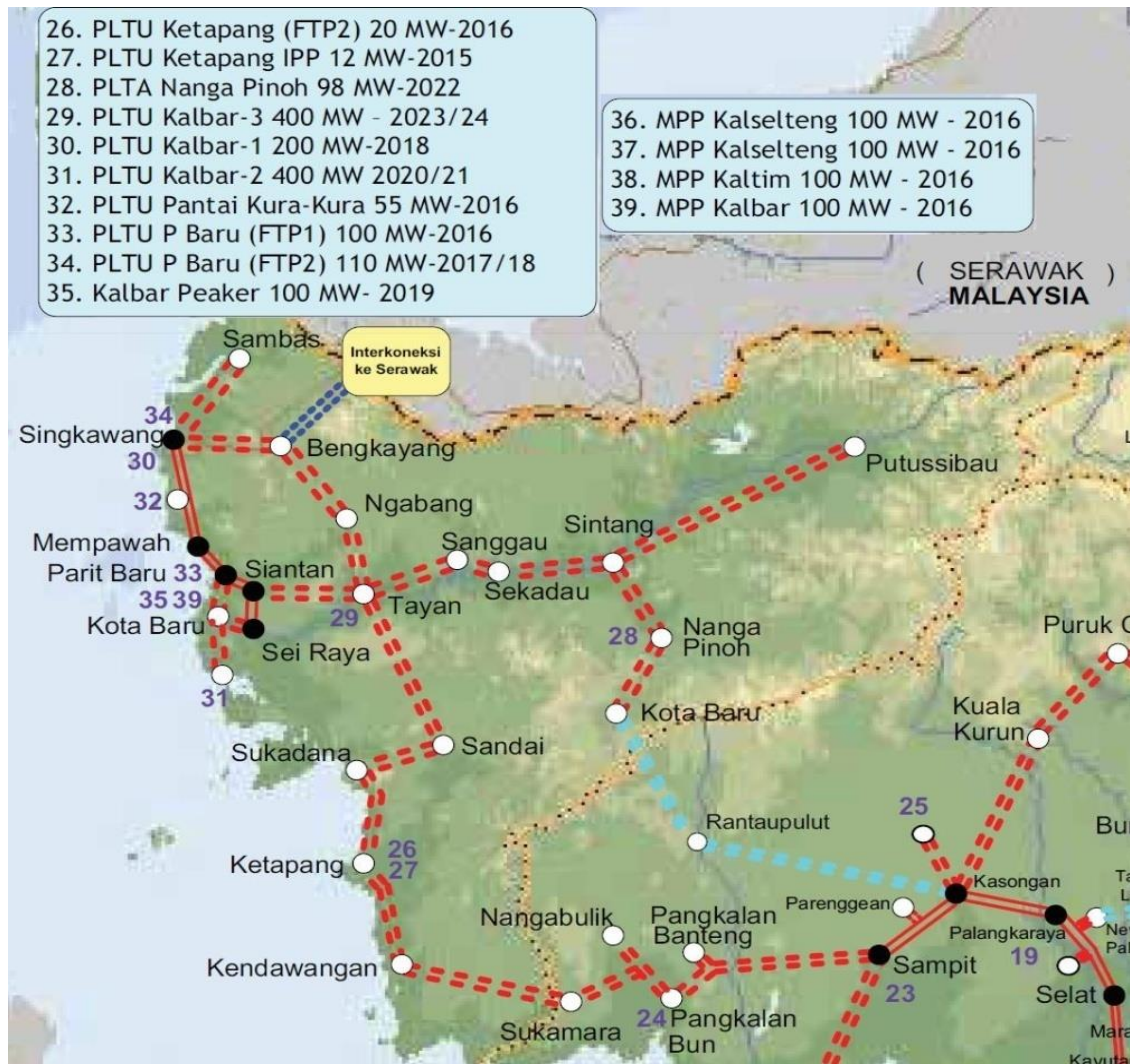 26. PLTU Ketapang (FTP2) 20 MW-2016
27. PLTU Ketapang IPP 12 MW-2015
28. PLTA Nanga Pinoh 98 MW-2022
29. PLTU Kalbar-3 400 MW - 2023/24
30. PLTU Kalbar-1 200 MW-2018
31. PLTU Kalbar-2 400 MW 2020/21
32. PLTU Pantai Kura-Kura 55 MW-2016
33. PLTU P Baru (FTP1) 100 MW-2016
34. PLTU P Baru (FTP2) 110 MW-2017/18
35. Kalbar Peaker 100 MW- 2019
36. MPP Kalselteng 100 MW - 2016
37. MPP Kalselteng 100 MW - 2016
38. MPP Kaltim 100 MW - 2016
39. MPP Kalbar 100 MW - 2016
( SERAWAK )
MALAYSIA
Sambas
Interkoneksi
ke Serawak
34
Singkawang
30
Bengkayang
Putussibau
32
Ngabang
Sintang
Mempawah
Sanggau
Parit Baru
33
Siantan
Sekadau
35 39
Tayan
29
Kota Baru
Sei Raya
28
Nanga
Pinoh
Puruk C
31
Kota Baru
Kuala
Kurun
Sukadana
Sandai
25
Rantaupulut
Bu
Ketapang
26
27
Kasongan
Ta
L
Parenggean
Nangabulik
Pangkalan
Banteng
Palangkaraya
Ne
Pal
Kendawangan
Sampit
19
23
Selat
Sukamara
24
Pangkalan
Bun
Mara
Kayuta